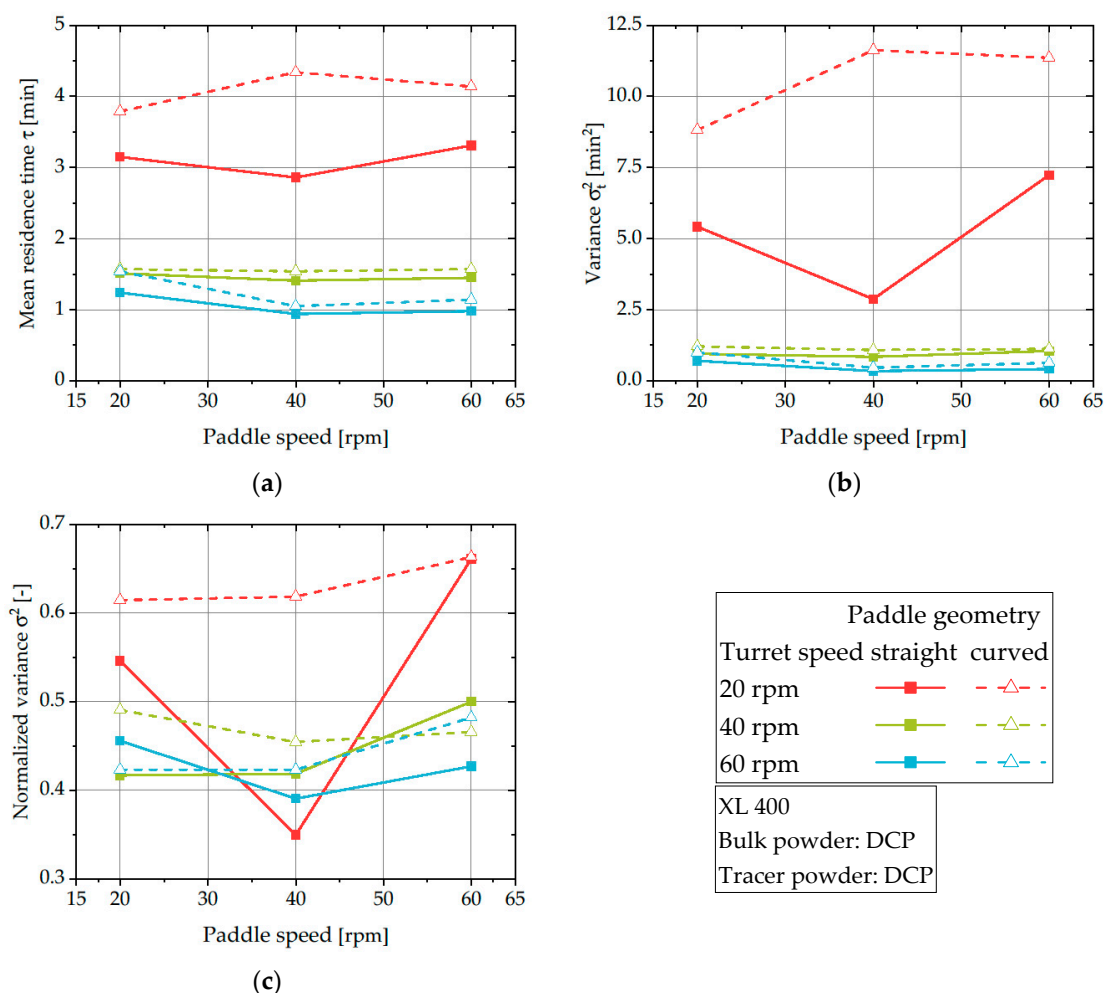 5
4
3
2
1
0
Mean residence time τ [min]
15 20 30 40 50 60 65
Paddle speed [rpm]
(a)
12.5
10.0
7.5
5.0
2.5
0.0
Variance σ²ₜ [min²]
15 20 30 40 50 60 65
Paddle speed [rpm]
(b)
0.7
0.6
0.5
0.4
0.3
Normalized variance σ² [-]
15 20 30 40 50 60 65
Paddle speed [rpm]
(c)
Paddle geometry
Turret speed straight curved
20 rpm
40 rpm
60 rpm
XL 400
Bulk powder: DCP
Tracer powder: DCP